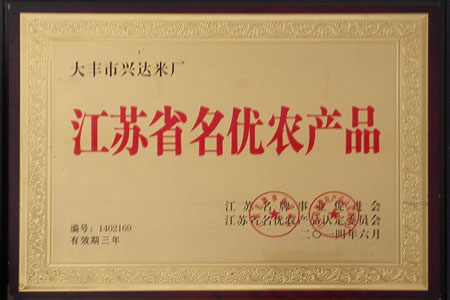 大丰市兴达米厂
江苏省名优农产品
江苏名牌事业促进会
江苏省名优农产品认定委员会
编号：1402169
有效期三年
二〇一四年六月